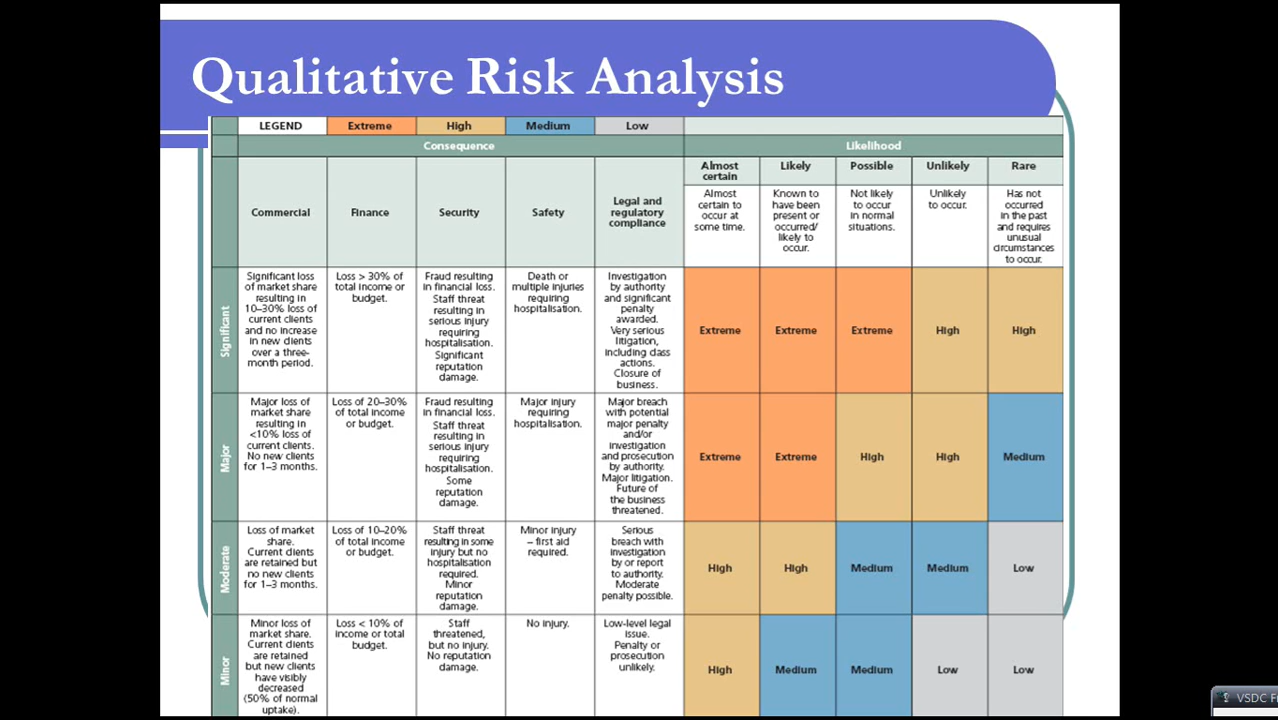 Qualitative Risk Analysis
LEGEND Extreme High Medium Low
Consequence Likelihood
Commercial
Finance
Security
Safety
Legal and
regulatory
compliance
Almost
certain
Likely
Possible
Unlikely
Rare
Almost
certain to
occur at
some time.
Known to
have been
present or
occurred/
likely to
occur.
Not likely
to occur
in normal
situations.
Unlikely
to occur.
Has not
occurred
in the past
and requires
unusual
circumstances
to occur.
Significant
Significant loss
of market share
resulting in
10–30% loss of
current clients
and no increase
in new clients
over a three-
month period.
Loss > 30% of
total income or
budget.
Fraud resulting
in financial loss.
Staff threat
resulting in
serious injury
requiring
hospitalisation.
Significant
reputation
damage.
Death or
multiple injuries
requiring
hospitalisation.
Investigation
by authority
and significant
penalty
awarded.
Very serious
litigation,
including class
actions.
Closure of
business.
Extreme Extreme Extreme High High
Major
Major loss of
market share
resulting in
<10% loss of
current clients.
No new clients
for 1–3 months.
Loss of 20–30%
of total income
or budget.
Fraud resulting
in financial loss.
Staff threat
resulting in
serious injury
requiring
hospitalisation.
Some
reputation
damage.
Major injury
requiring
hospitalisation.
Major breach
with potential
major penalty
and/or
investigation
and prosecution
by authority.
Major litigation.
Future of
the business
threatened.
Extreme Extreme High High Medium
Moderate
Loss of market
share.
Current clients
are retained but
no new clients
for 1–3 months.
Loss of 10–20%
of total income
or budget.
Staff threat
resulting in some
injury but no
hospitalisation
required.
Minor
reputation
damage.
Minor injury
– first aid
required.
Serious
breach with
investigation
by or report
to authority.
Moderate
penalty possible.
High High Medium Medium Low
Minor
Minor loss of
market share.
Current clients
are retained
but new clients
have visibly
decreased
(50% of normal
uptake).
Loss < 10% of
income or total
budget.
Staff
threatened,
but no injury.
No reputation
damage.
No injury.
Low-level legal
issue.
Penalty or
prosecution
unlikely.
High Medium Medium Low Low
VSDC